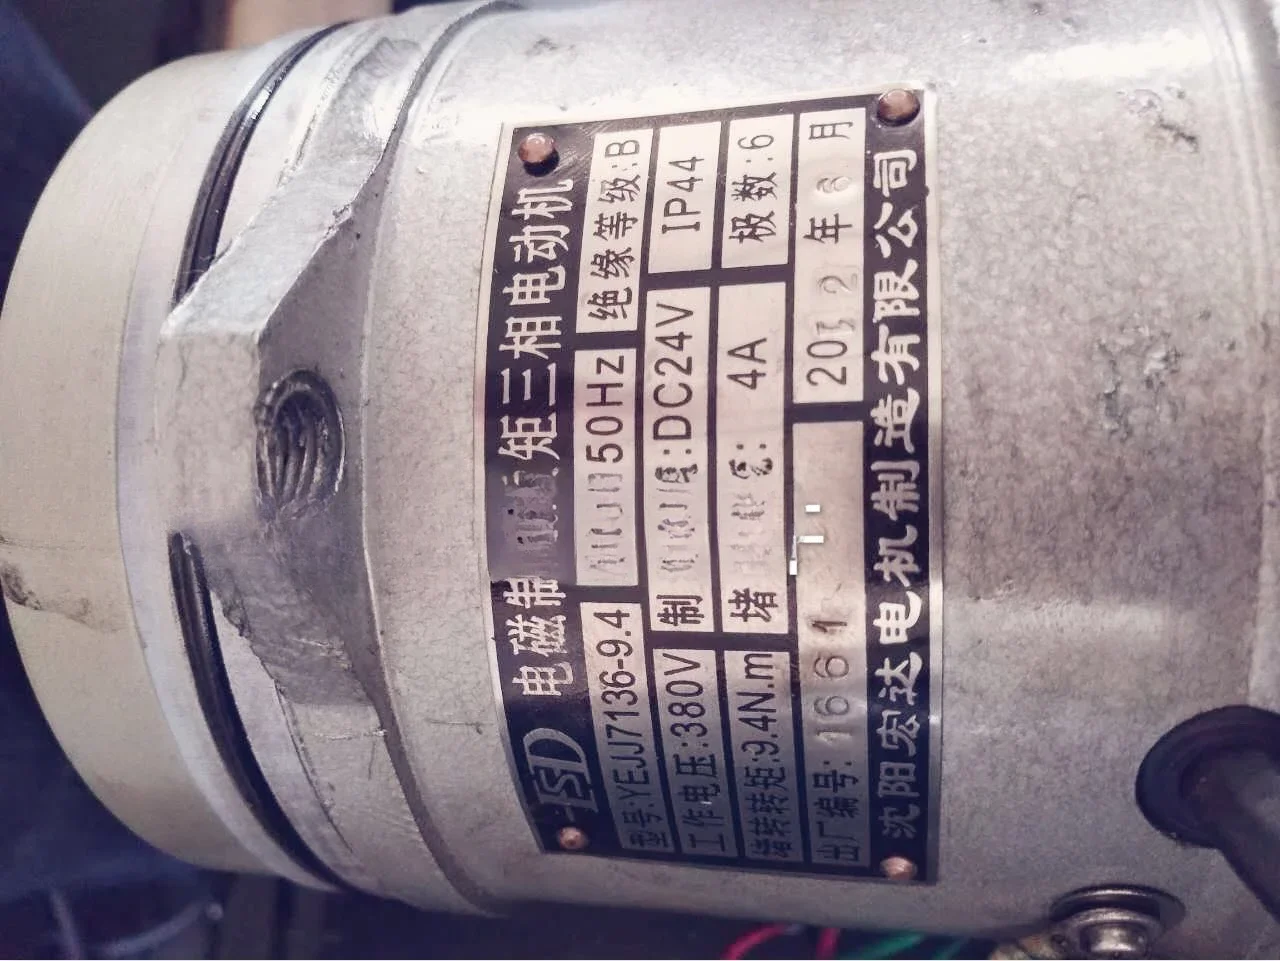 电磁制 矩三相电动机
型号:YEJJ7136-9.4 50Hz 绝缘等级:B
工作电压:380V 制 :DC24V IP44
堵转转矩:9.4N.m 堵 : 4A 极数:6
出厂编号: 1661 20 2年 月
沈阳宏达电机制造有限公司